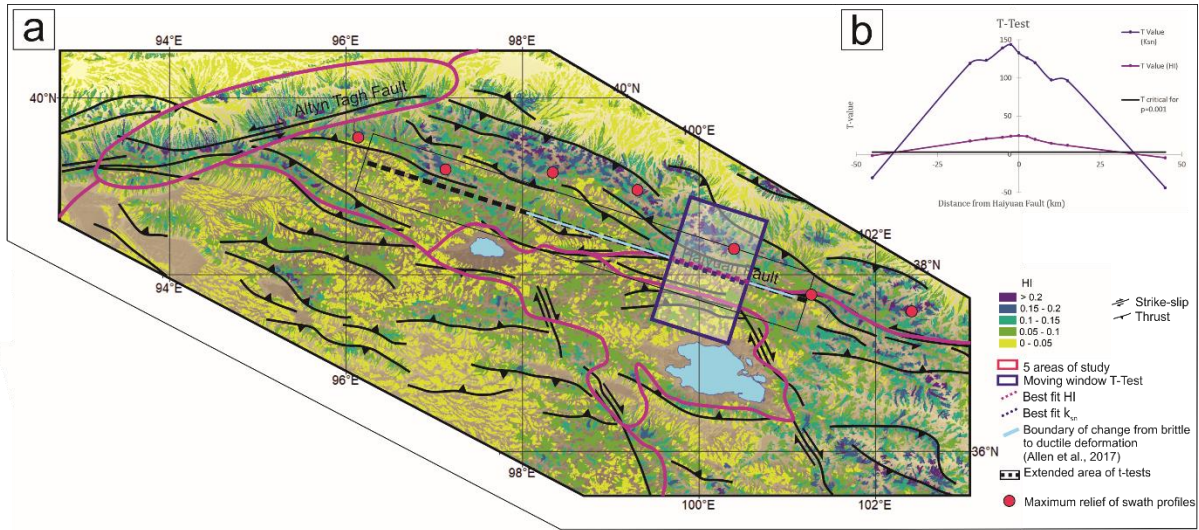 a
94°E
96°E
98°E
40°N
40°N
Altyn Tagh Fault
100°E
102°E
38°N
Haiyuan Fault
94°E
96°E
98°E
100°E
102°E
36°N
b
T-Test
150
100
50
0
-50
-50
-25
0
25
50
T-value
Distance from Haiyuan Fault (km)
T Value
(Ksn)
T Value (HI)
T critical for
p=0.001
HI
> 0.2
0.15 - 0.2
0.1 - 0.15
0.05 - 0.1
0 - 0.05
Strike-slip
Thrust
5 areas of study
Moving window T-Test
Best fit HI
Best fit ksn
Boundary of change from brittle
to ductile deformation
(Allen et al., 2017)
Extended area of t-tests
Maximum relief of swath profiles